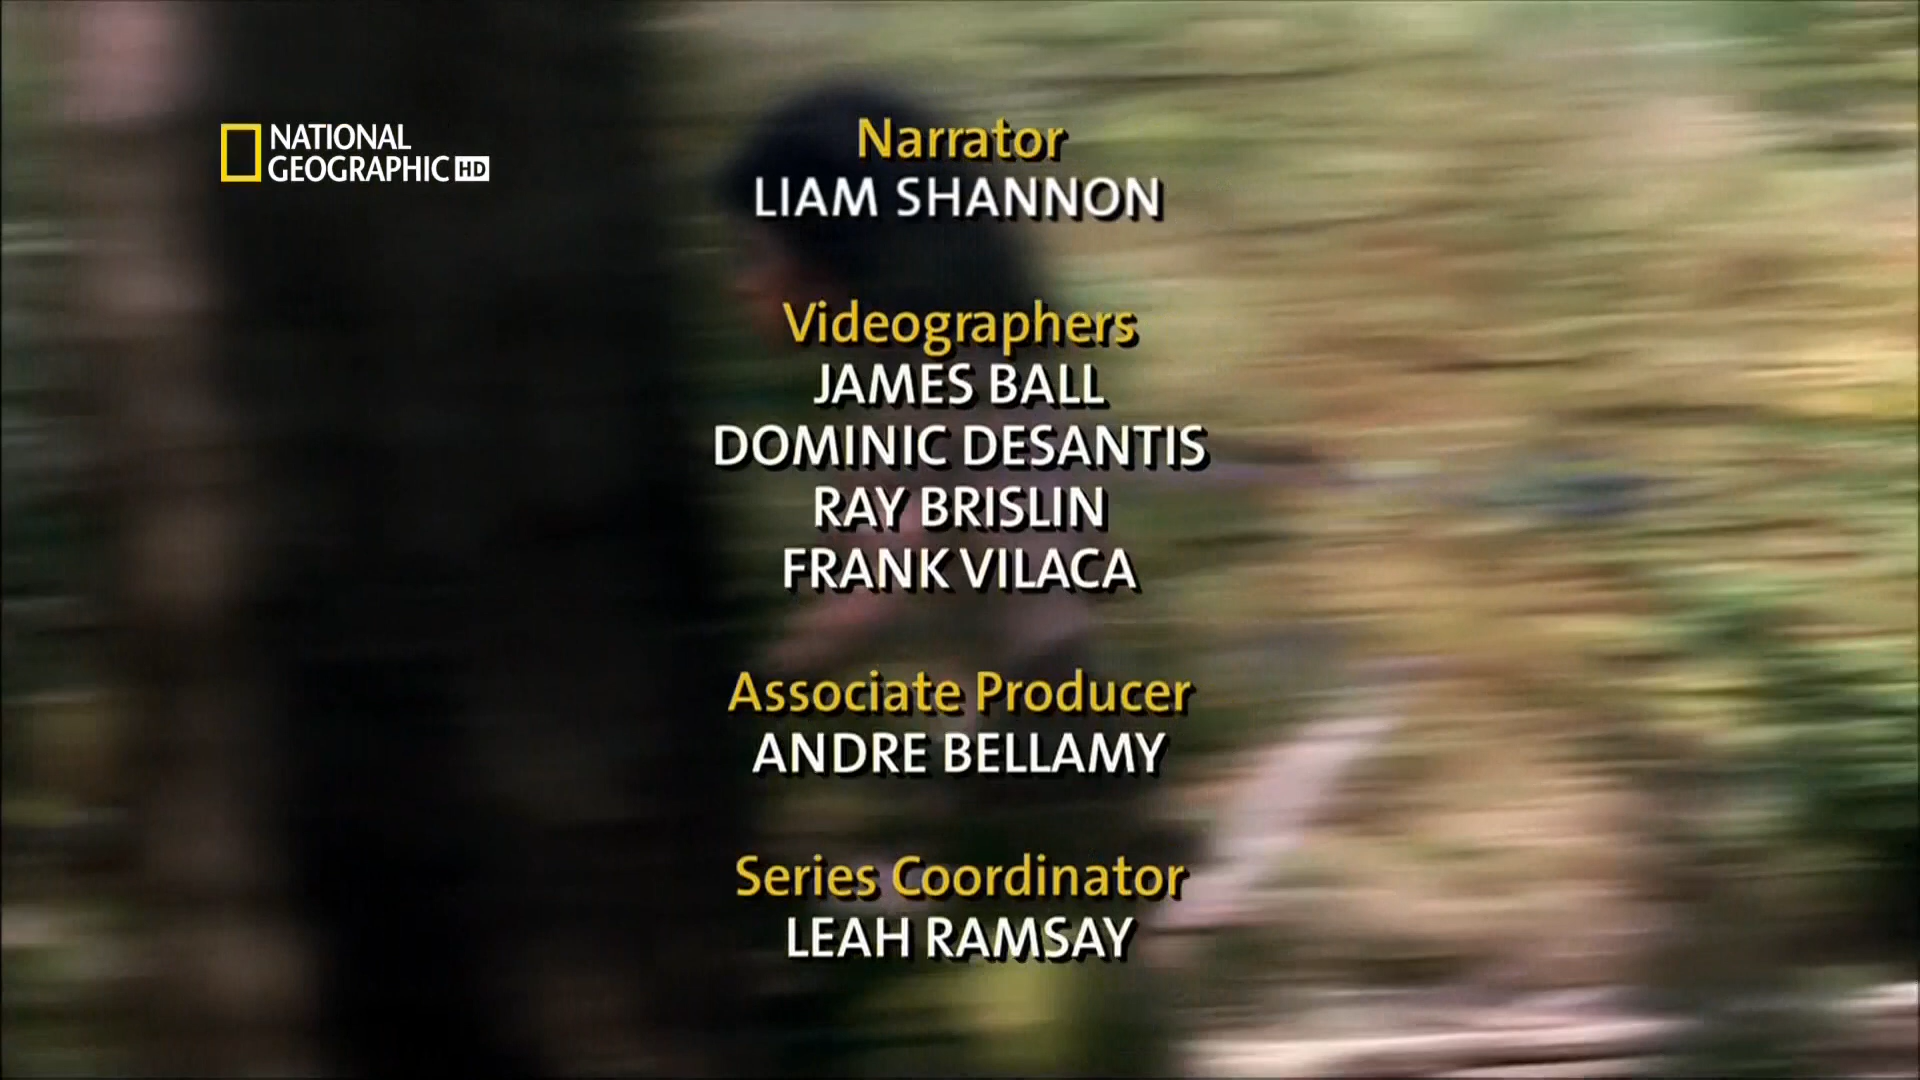 NATIONAL
GEOGRAPHIC HD
Narrator
LIAM SHANNON
Videographers
JAMES BALL
DOMINIC DESANTIS
RAY BRISLIN
FRANK VILACA
Associate Producer
ANDRE BELLAMY
Series Coordinator
LEAH RAMSAY